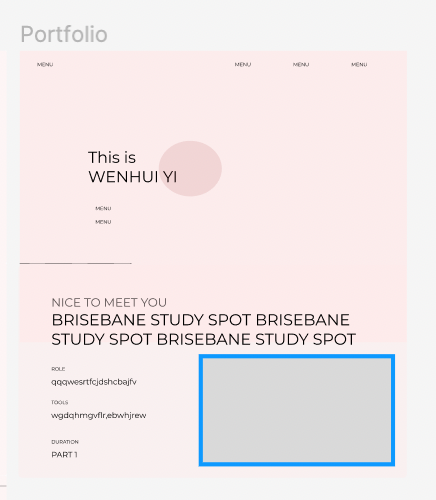 Portfolio
MENU MENU MENU MENU
This is
WENHUI YI
MENU
MENU
NICE TO MEET YOU
BRISEBANE STUDY SPOT BRISEBANE
STUDY SPOT BRISEBANE STUDY SPOT
ROLE
qqqwesrtfcjdshcbajfv
TOOLS
wgdqhmgvflr,ebwhjrew
DURATION
PART 1